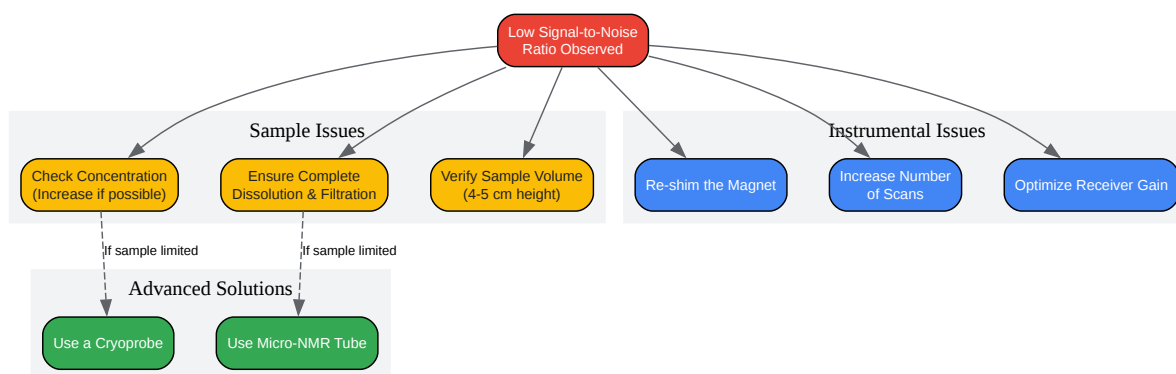 Low Signal-to-Noise
Ratio Observed
Sample Issues
Instrumental Issues
Check Concentration
(Increase if possible)
Ensure Complete
Dissolution & Filtration
Verify Sample Volume
(4-5 cm height)
Re-shim the Magnet
Increase Number
of Scans
Optimize Receiver Gain
If sample limited
If sample limited
Advanced Solutions
Use a Cryoprobe
Use Micro-NMR Tube